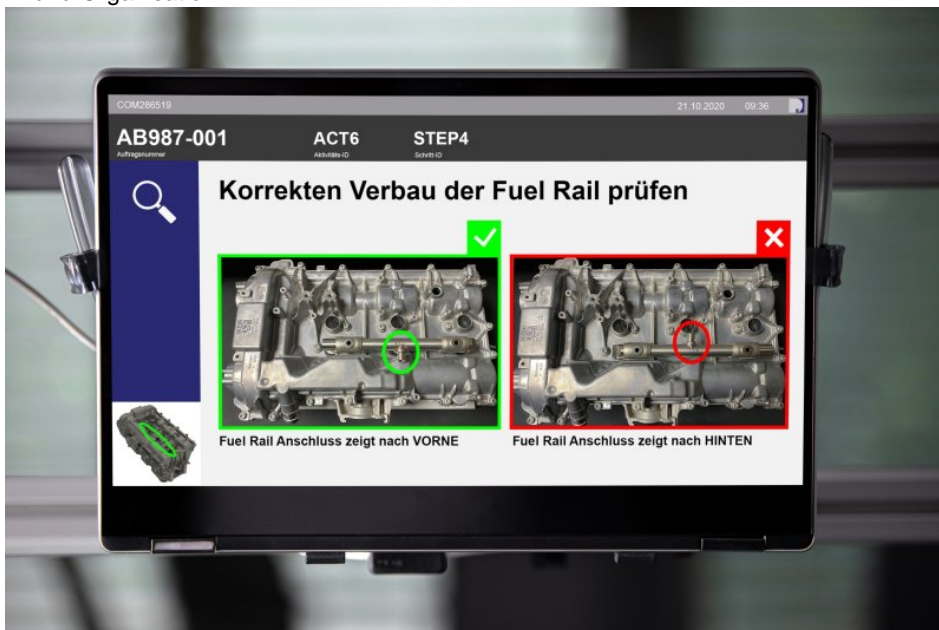 COM286519
21.10.2020 09:36
AB987-001 ACT6 STEP4
Auftragsnummer Aktivitäts-ID Schritt-ID
Korrekten Verbau der Fuel Rail prüfen
Fuel Rail Anschluss zeigt nach VORNE
Fuel Rail Anschluss zeigt nach HINTEN